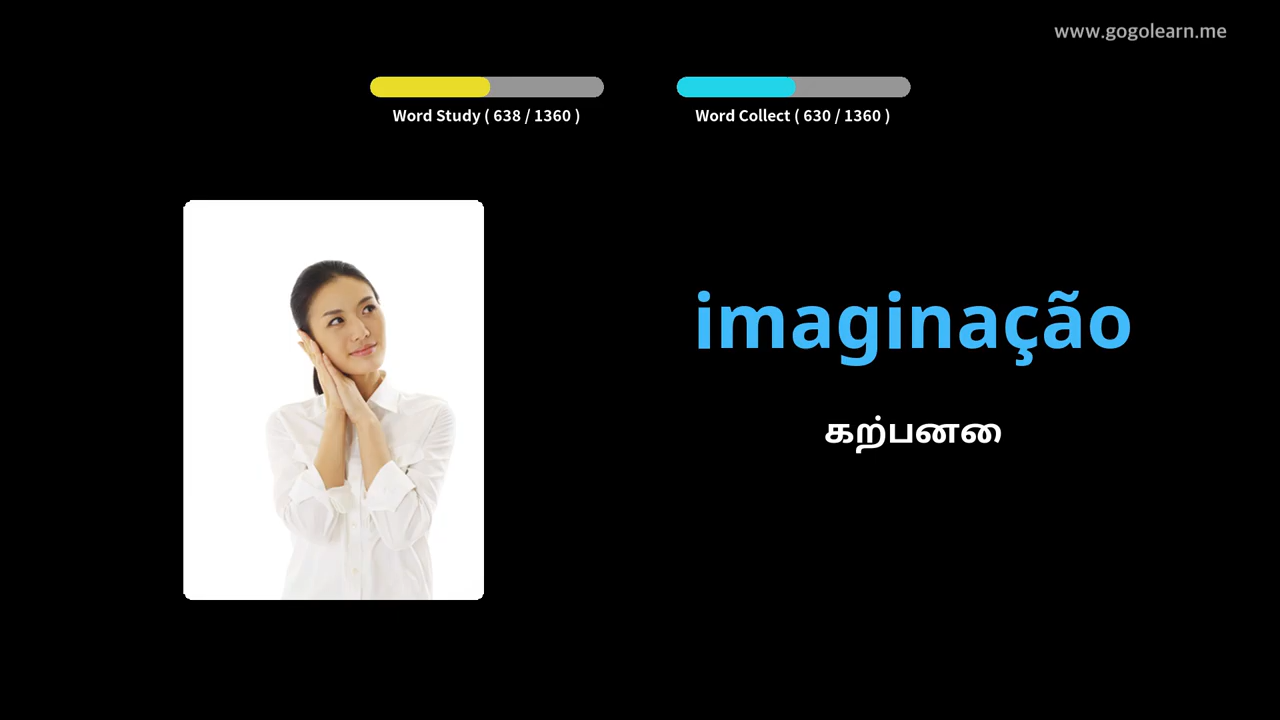 www.gogolearn.me
Word Study ( 638 / 1360 )
Word Collect ( 630 / 1360 )
imaginação
கற்பனை